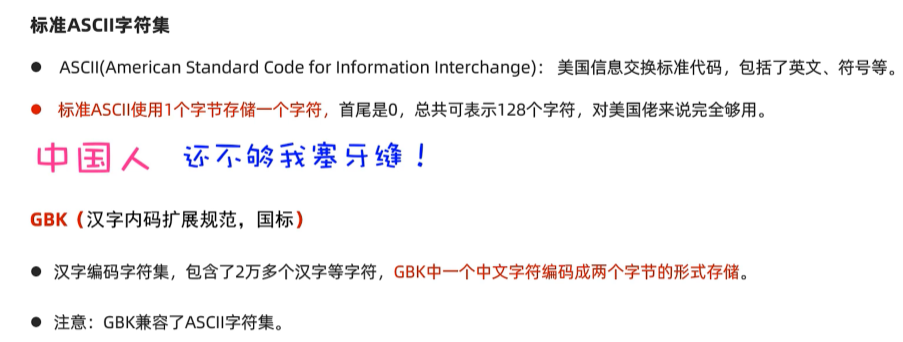 标准ASCII字符集
● ASCII(American Standard Code for Information Interchange)： 美国信息交换标准代码，包括了英文、符号等。
● 标准ASCII使用1个字节存储一个字符，首尾是0，总共可表示128个字符，对美国佬来说完全够用。
中国人 还不够我塞牙缝！
GBK（汉字内码扩展规范，国标）
● 汉字编码字符集，包含了2万多个汉字等字符，GBK中一个中文字符编码成两个字节的形式存储。
● 注意：GBK兼容了ASCII字符集。